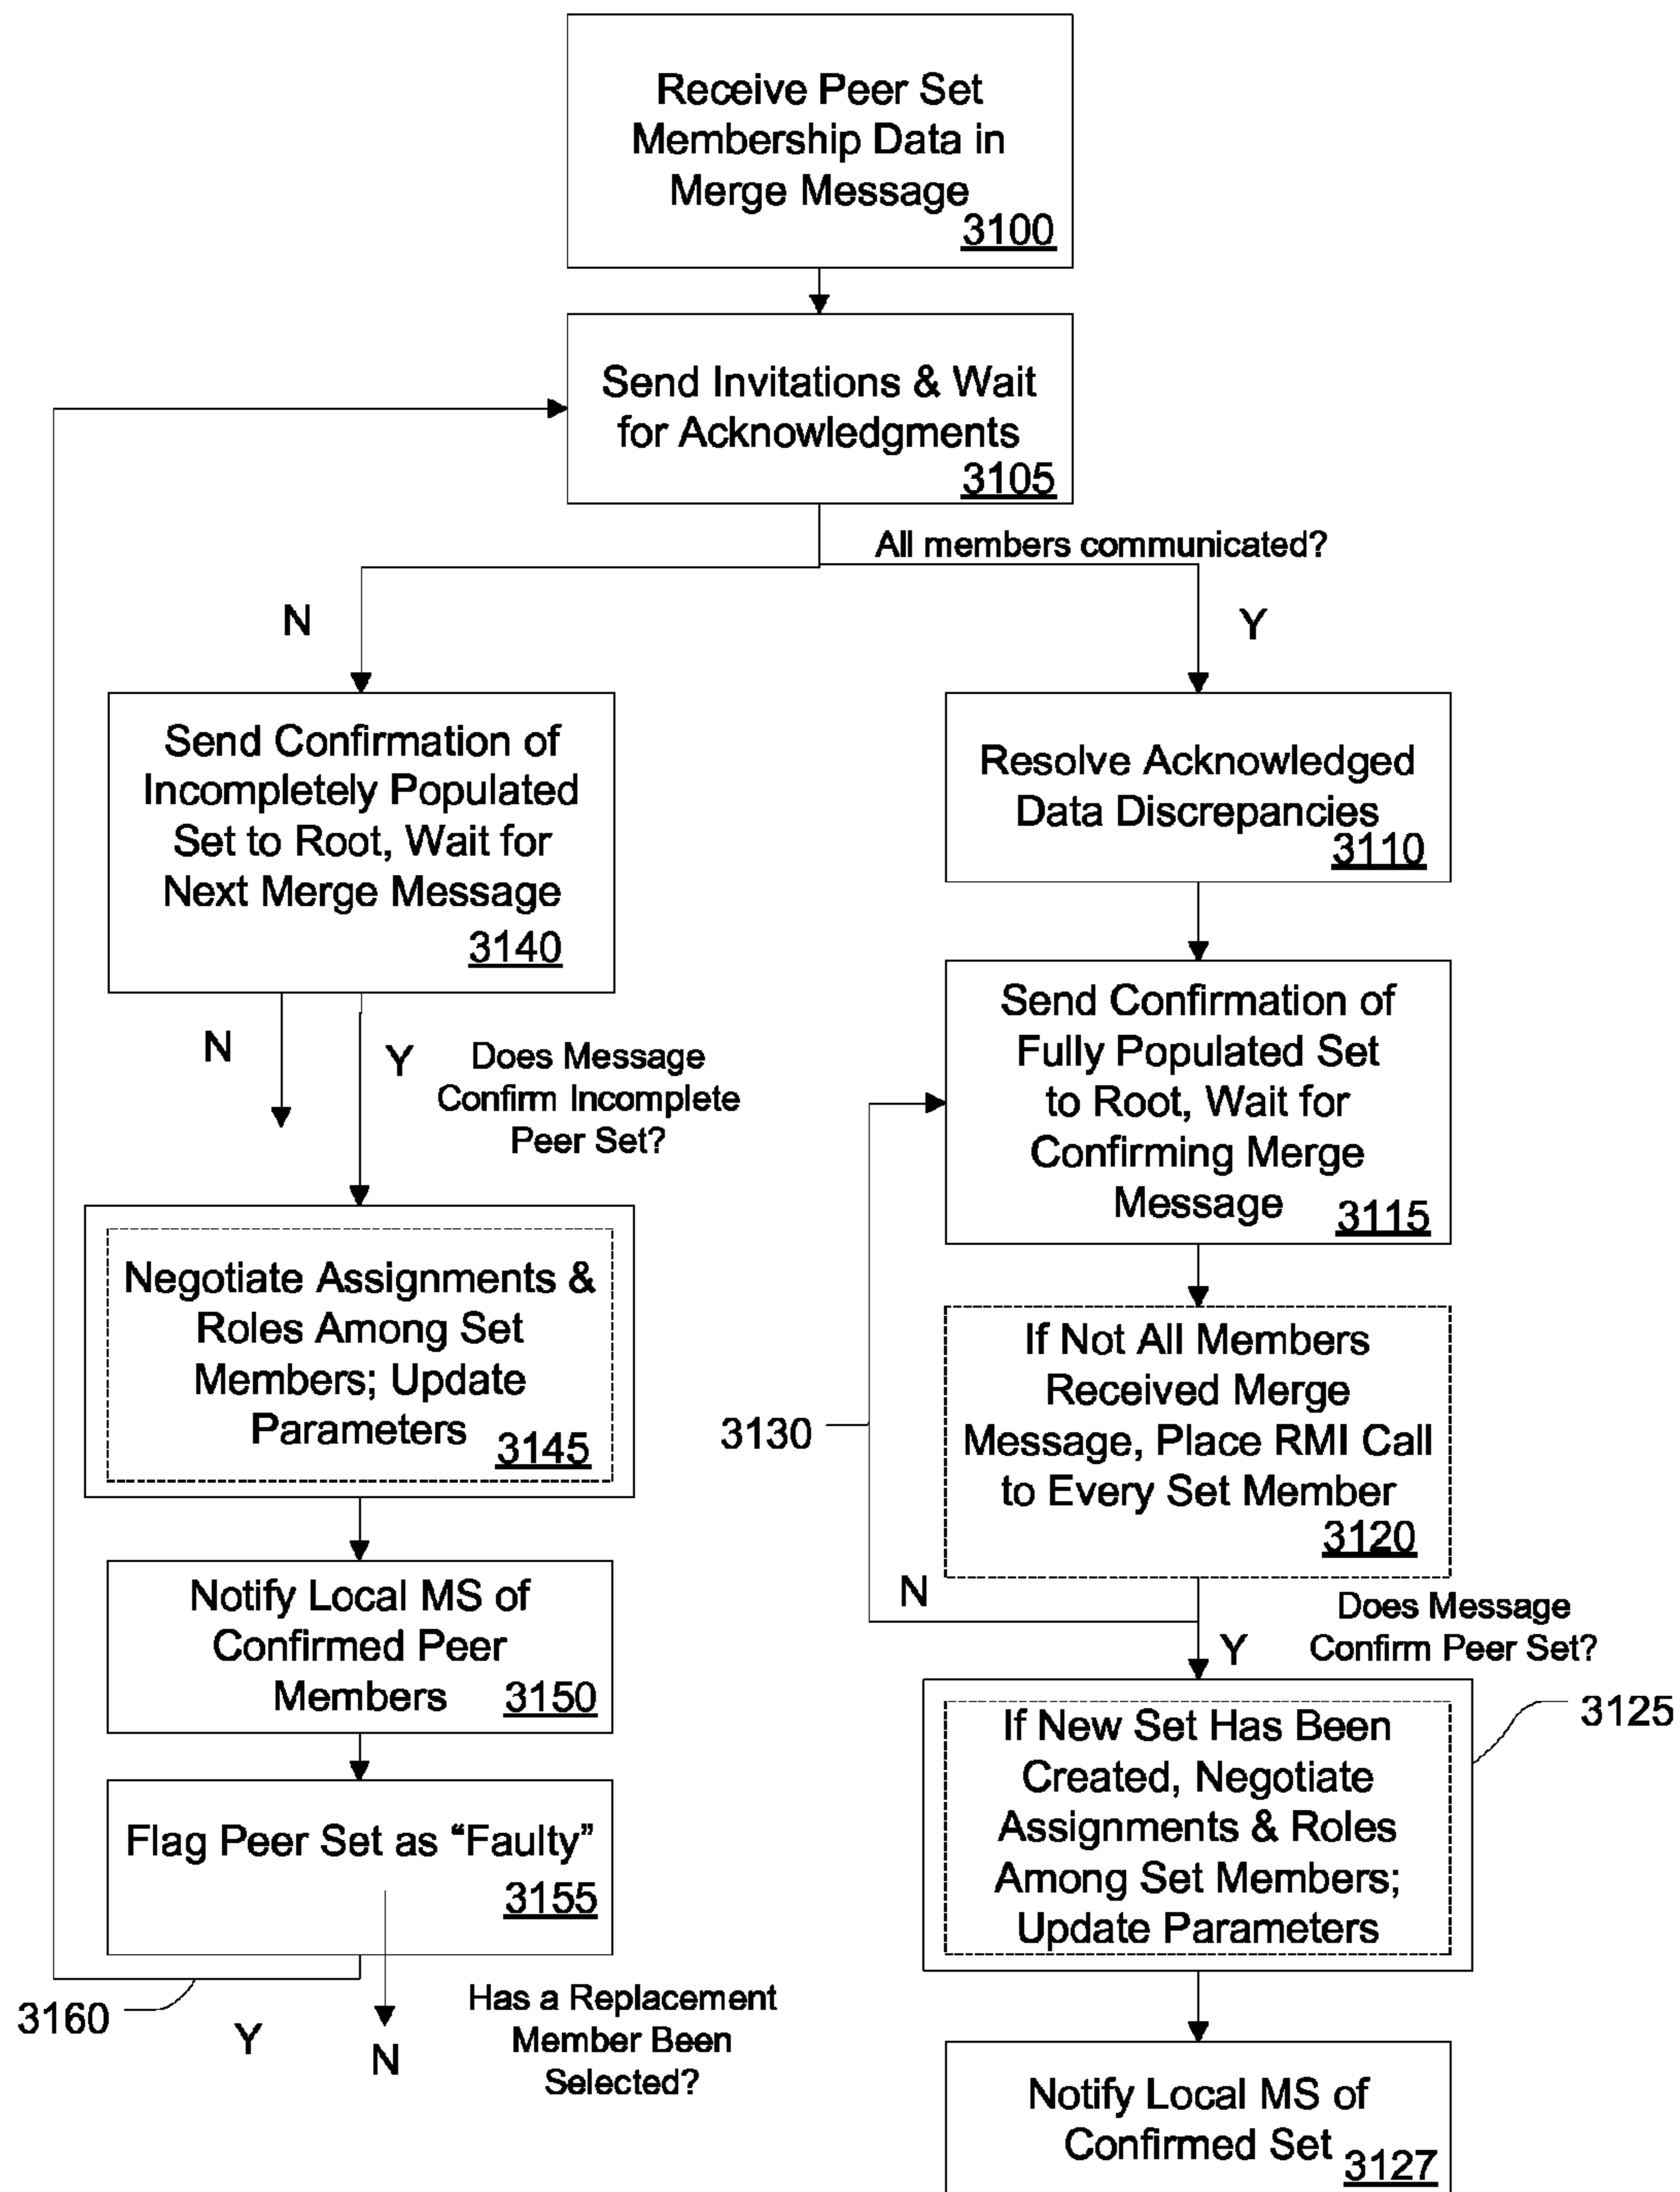 Receive Peer Set
Membership Data in
Merge Message
3100
Send Invitations & Wait
for Acknowledgments
3105
All members communicated?
N
Y
Send Confirmation of
Incompletely Populated
Set to Root, Wait for
Next Merge Message
3140
N
Y
Does Message
Confirm Incomplete
Peer Set?
Negotiate Assignments &
Roles Among Set
Members; Update
Parameters
3145
Notify Local MS of
Confirmed Peer
Members
3150
Flag Peer Set as “Faulty”
3155
3160
Y
N
Has a Replacement
Member Been
Selected?
Resolve Acknowledged
Data Discrepancies
3110
Send Confirmation of
Fully Populated Set
to Root, Wait for
Confirming Merge
Message
3115
3130
If Not All Members
Received Merge
Message, Place RMI Call
to Every Set Member
3120
N
Y
Does Message
Confirm Peer Set?
3125
If New Set Has Been
Created, Negotiate
Assignments & Roles
Among Set Members;
Update Parameters
Notify Local MS of
Confirmed Set
3127